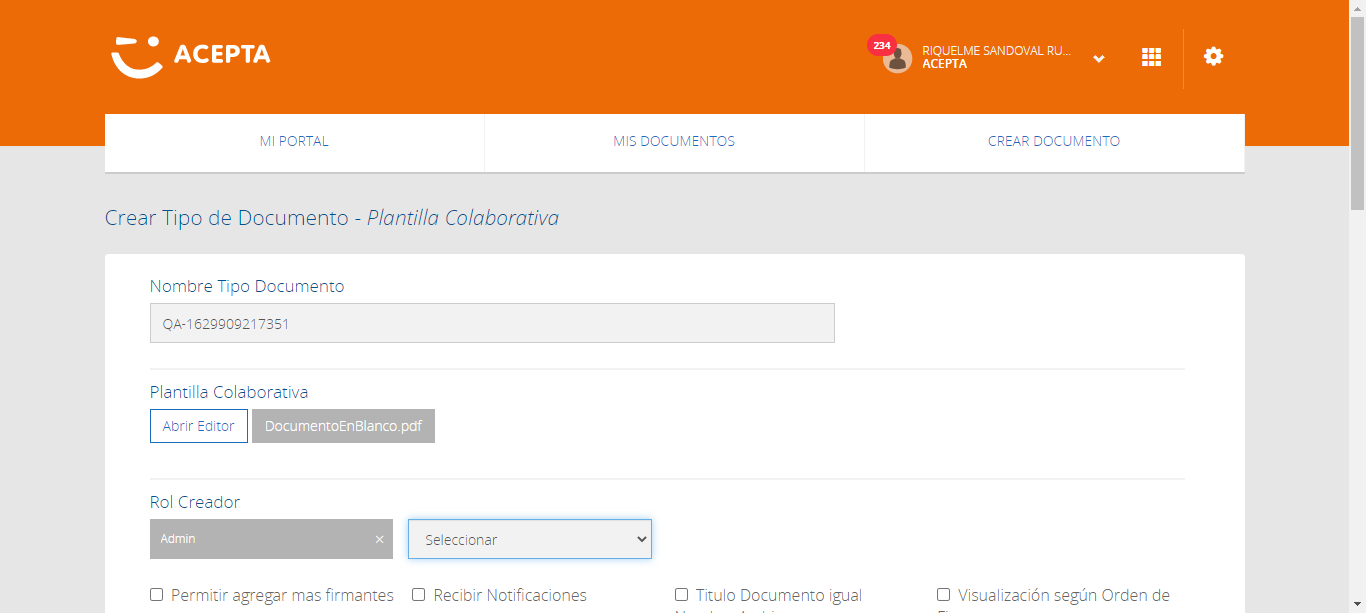 ACEPTA
234
RIQUELME SANDOVAL RU...
ACEPTA
MI PORTAL
MIS DOCUMENTOS
CREAR DOCUMENTO
Crear Tipo de Documento - Plantilla Colaborativa
Nombre Tipo Documento
QA-1629909217351
Plantilla Colaborativa
Abrir Editor
DocumentoEnBlanco.pdf
Rol Creador
Admin ×
Seleccionar
Permitir agregar mas firmantes
Recibir Notificaciones
Titulo Documento igual
Visualización según Orden de